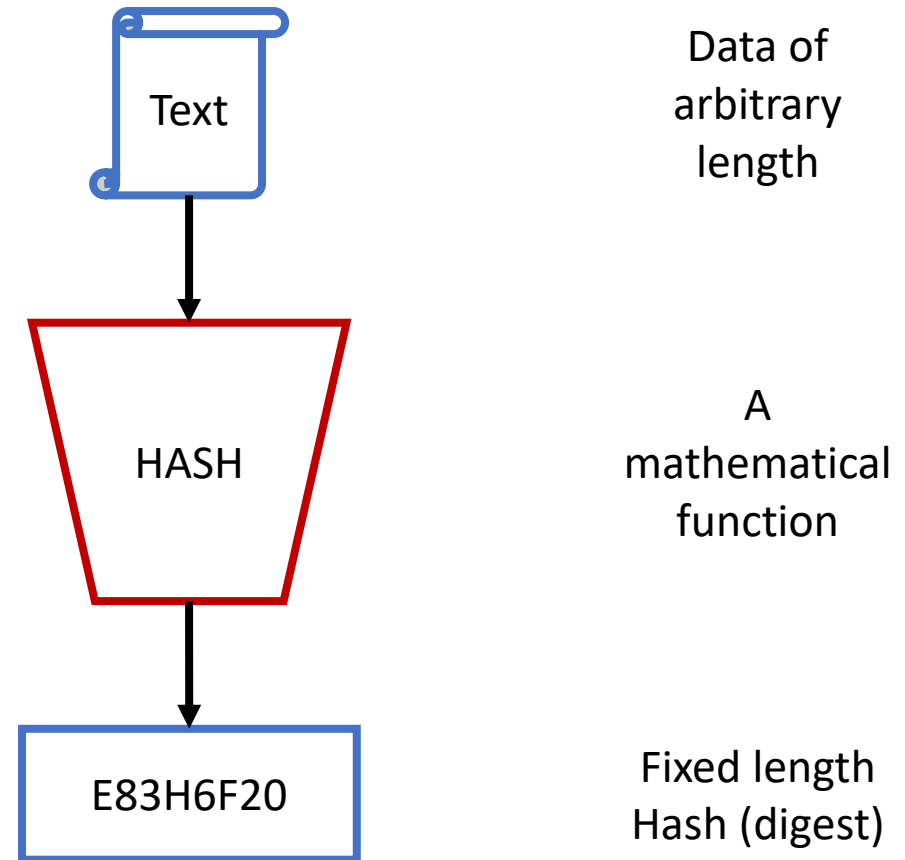 Text
Data of
arbitrary
length
HASH
A
mathematical
function
E83H6F20
Fixed length
Hash (digest)